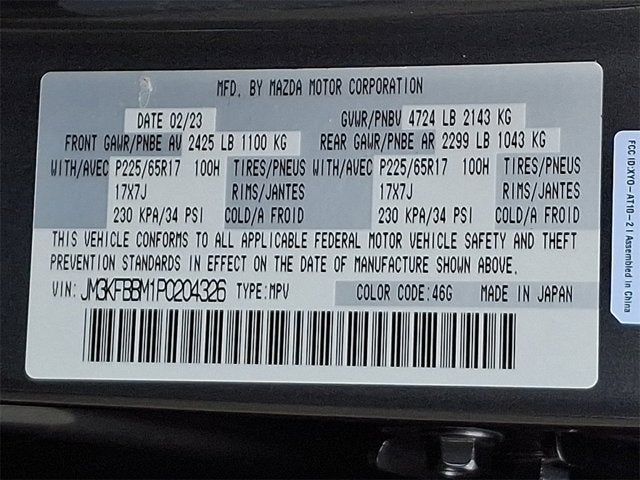 MFD. BY MAZDA MOTOR CORPORATION
DATE 02/23 GVWR/PNBV 4724 LB 2143 KG
FRONT GAWR/PNBE AV 2425 LB 1100 KG REAR GAWR/PNBE AR 2299 LB 1043 KG
WITH/AVEC P225/65R17 100H TIRES/PNEUS WITH/AVEC P225/65R17 100H TIRES/PNEUS
17X7J RIMS/JANTES 17X7J RIMS/JANTES
230 KPA/34 PSI COLD/A FROID 230 KPA/34 PSI COLD/A FROID
THIS VEHICLE CONFORMS TO ALL APPLICABLE FEDERAL MOTOR VEHICLE SAFETY AND THEFT
PREVENTION STANDARDS IN EFFECT ON THE DATE OF MANUFACTURE SHOWN ABOVE.
VIN: JM3KFBBM1P0204326 TYPE:MPV COLOR CODE:46G MADE IN JAPAN
FCC ID:XYO-AT10-2 | Assembled in China